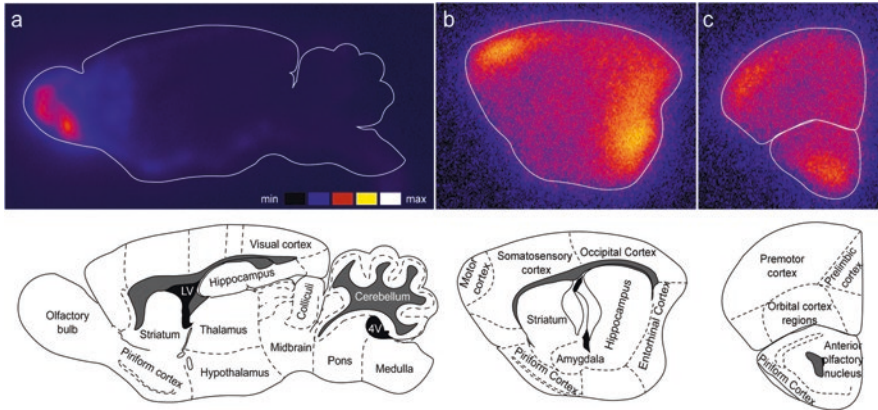 a
b
c
min
max
Visual cortex
Hippocampus
LV
Colliculi
Cerebellum
Olfactory
bulb
Striatum
Thalamus
4V
Midbrain
Pons
Medulla
Piriform cortex
Hypothalamus
Motor
cortex
Somatosensory
cortex
Occipital Cortex
Striatum
Hippocampus
Entorhinal Cortex
Amygdala
Piriform Cortex
Premotor
cortex
Prelimbic
cortex
Orbital cortex
regions
Anterior
olfactory
nucleus
Piriform Cortex